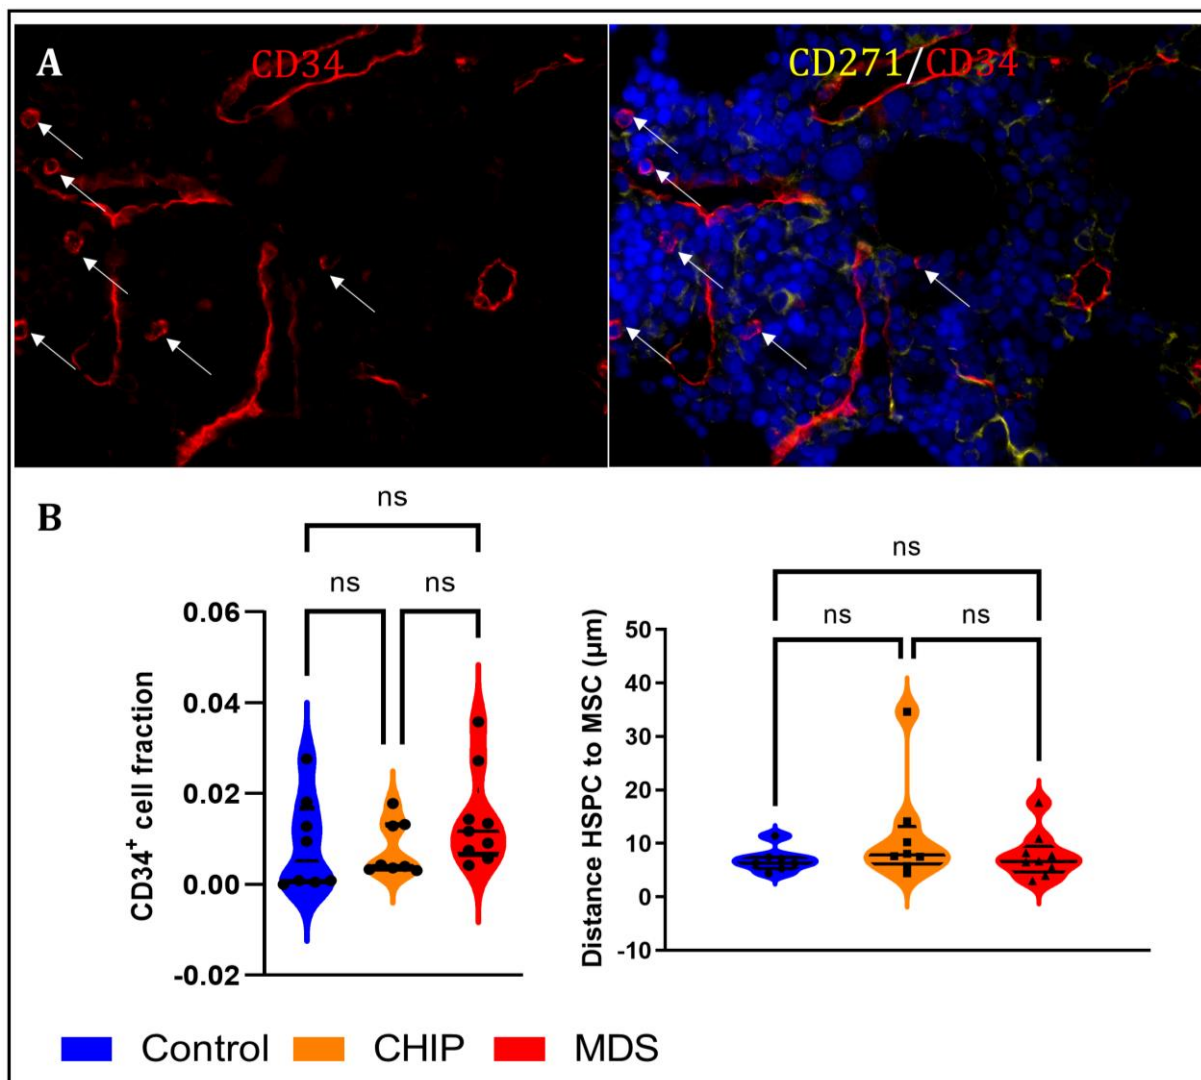 A
CD34
CD271/CD34
B
ns
ns
ns
0.06
0.04
0.02
0.00
-0.02
CD34+ cell fraction
ns
ns
ns
50
40
30
20
10
0
-10
Distance HSPC to MSC (µm)
Control
CHIP
MDS